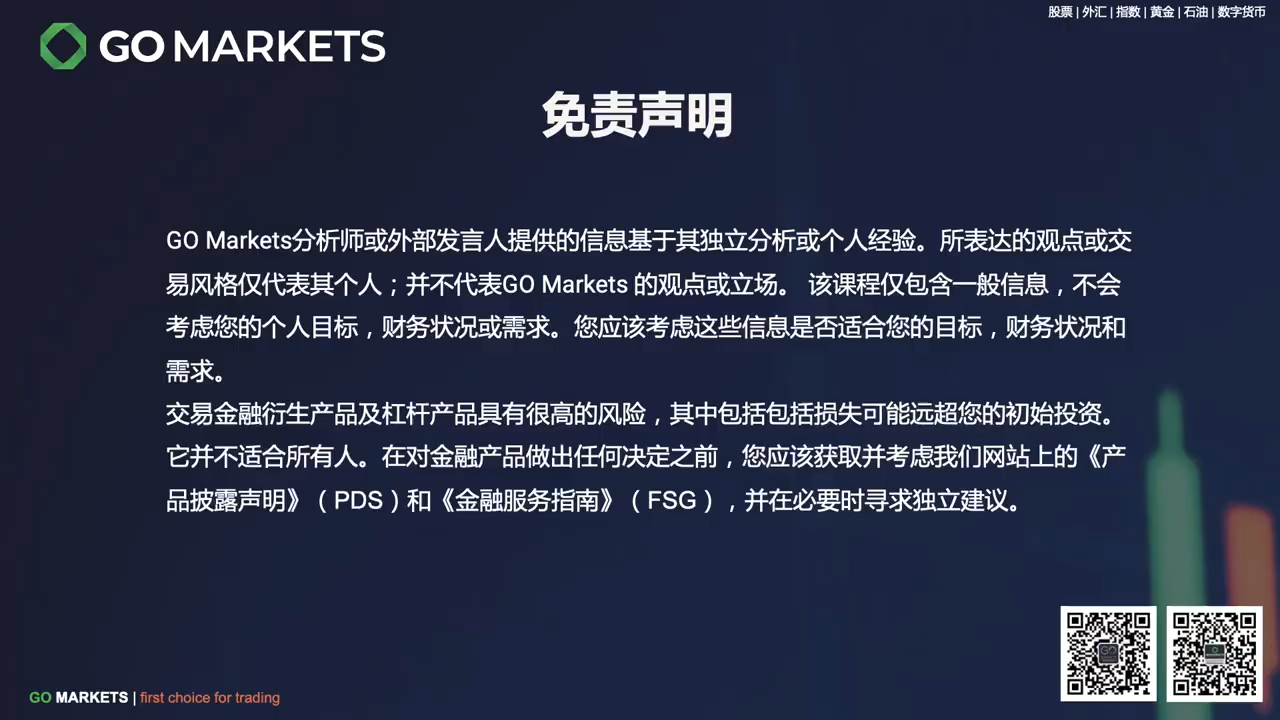 股票 | 外汇 | 指数 | 黄金 | 石油 | 数字货币
GO MARKETS
免责声明
GO Markets分析师或外部发言人提供的信息基于其独立分析或个人经验。所表达的观点或交
易风格仅代表其个人；并不代表GO Markets 的观点或立场。 该课程仅包含一般信息，不会
考虑您的个人目标，财务状况或需求。您应该考虑这些信息是否适合您的目标，财务状况和
需求。
交易金融衍生产品及杠杆产品具有很高的风险，其中包括包括损失可能远超您的初始投资。
它并不适合所有人。在对金融产品做出任何决定之前，您应该获取并考虑我们网站上的《产
品披露声明》（PDS）和《金融服务指南》（FSG），并在必要时寻求独立建议。
GO MARKETS | first choice for trading